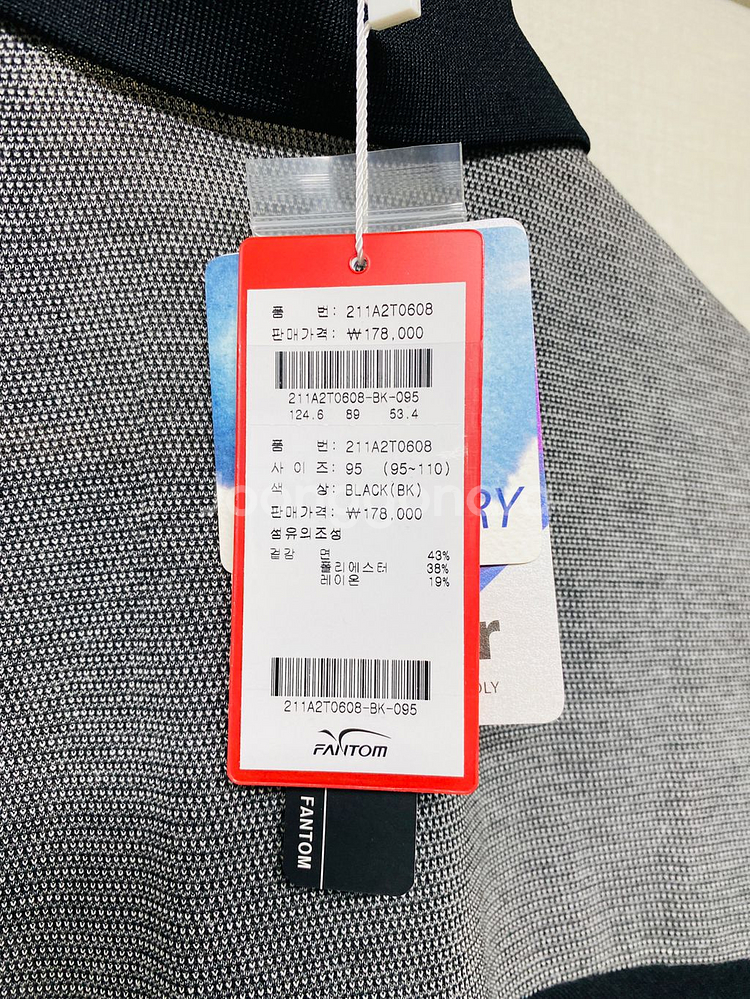 품 번: 211A2T0608
판매가격: ₩178,000
211A2T0608-BK-095
124.6 89 53.4
품 번: 211A2T0608
사 이 즈: 95 (95~110)
색 상: BLACK(BK)
판매가격: ₩178,000
섬유의조성
겉감 면 43%
폴리에스터 38%
레이온 19%
211A2T0608-BK-095
FANTOM
FANTOM